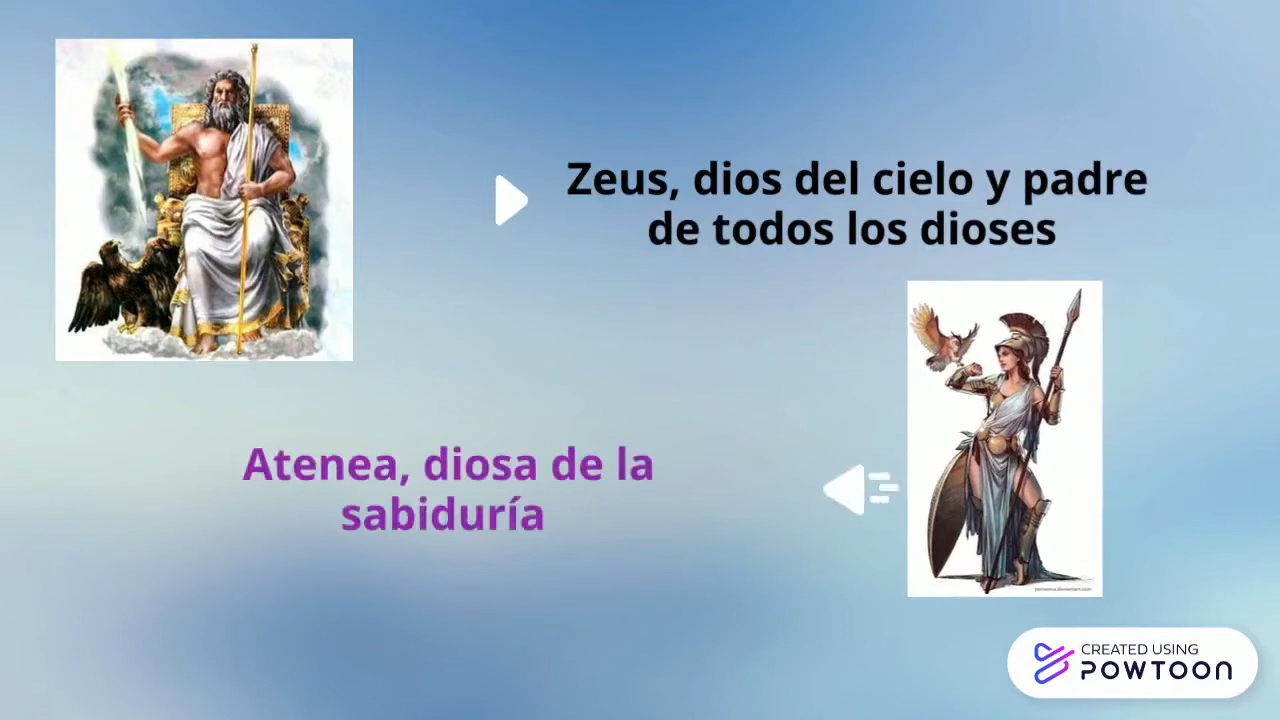 Zeus, dios del cielo y padre
de todos los dioses
Atenea, diosa de la
sabiduría
CREATED USING
POWTOON